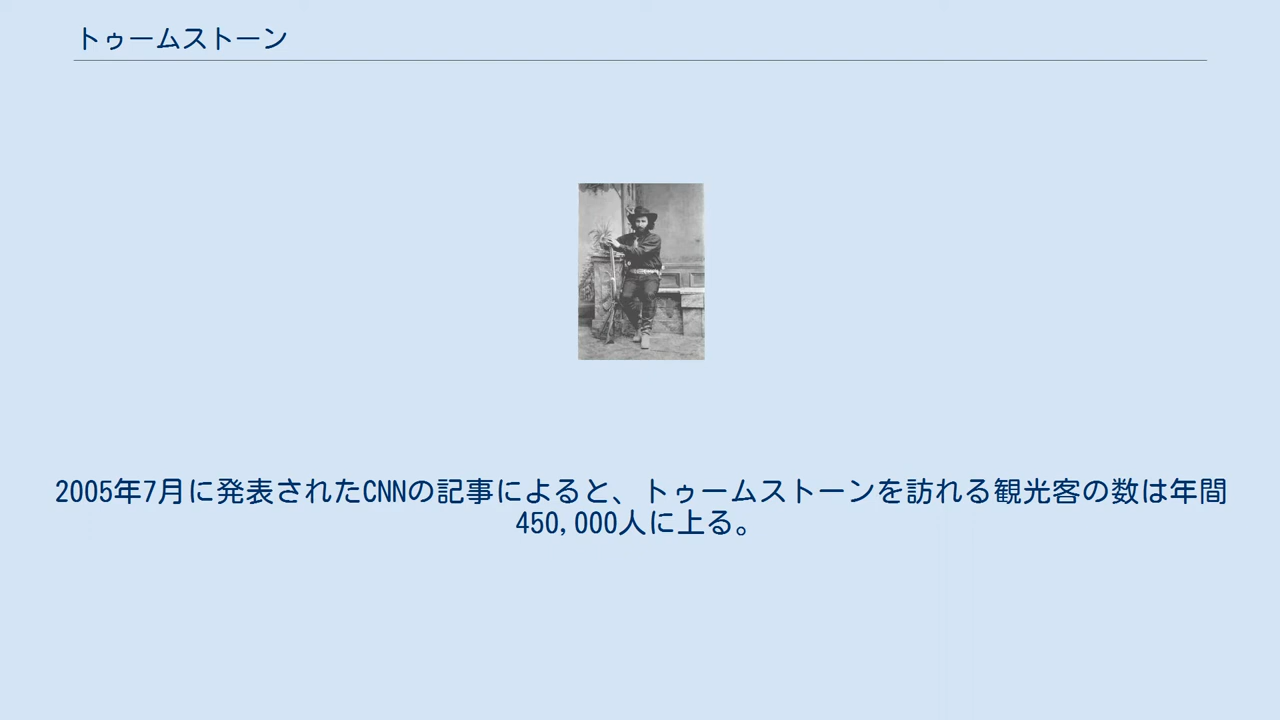 トゥームストーン
2005年7月に発表されたCNNの記事によると、トゥームストーンを訪れる観光客の数は年間
450,000人に上る。